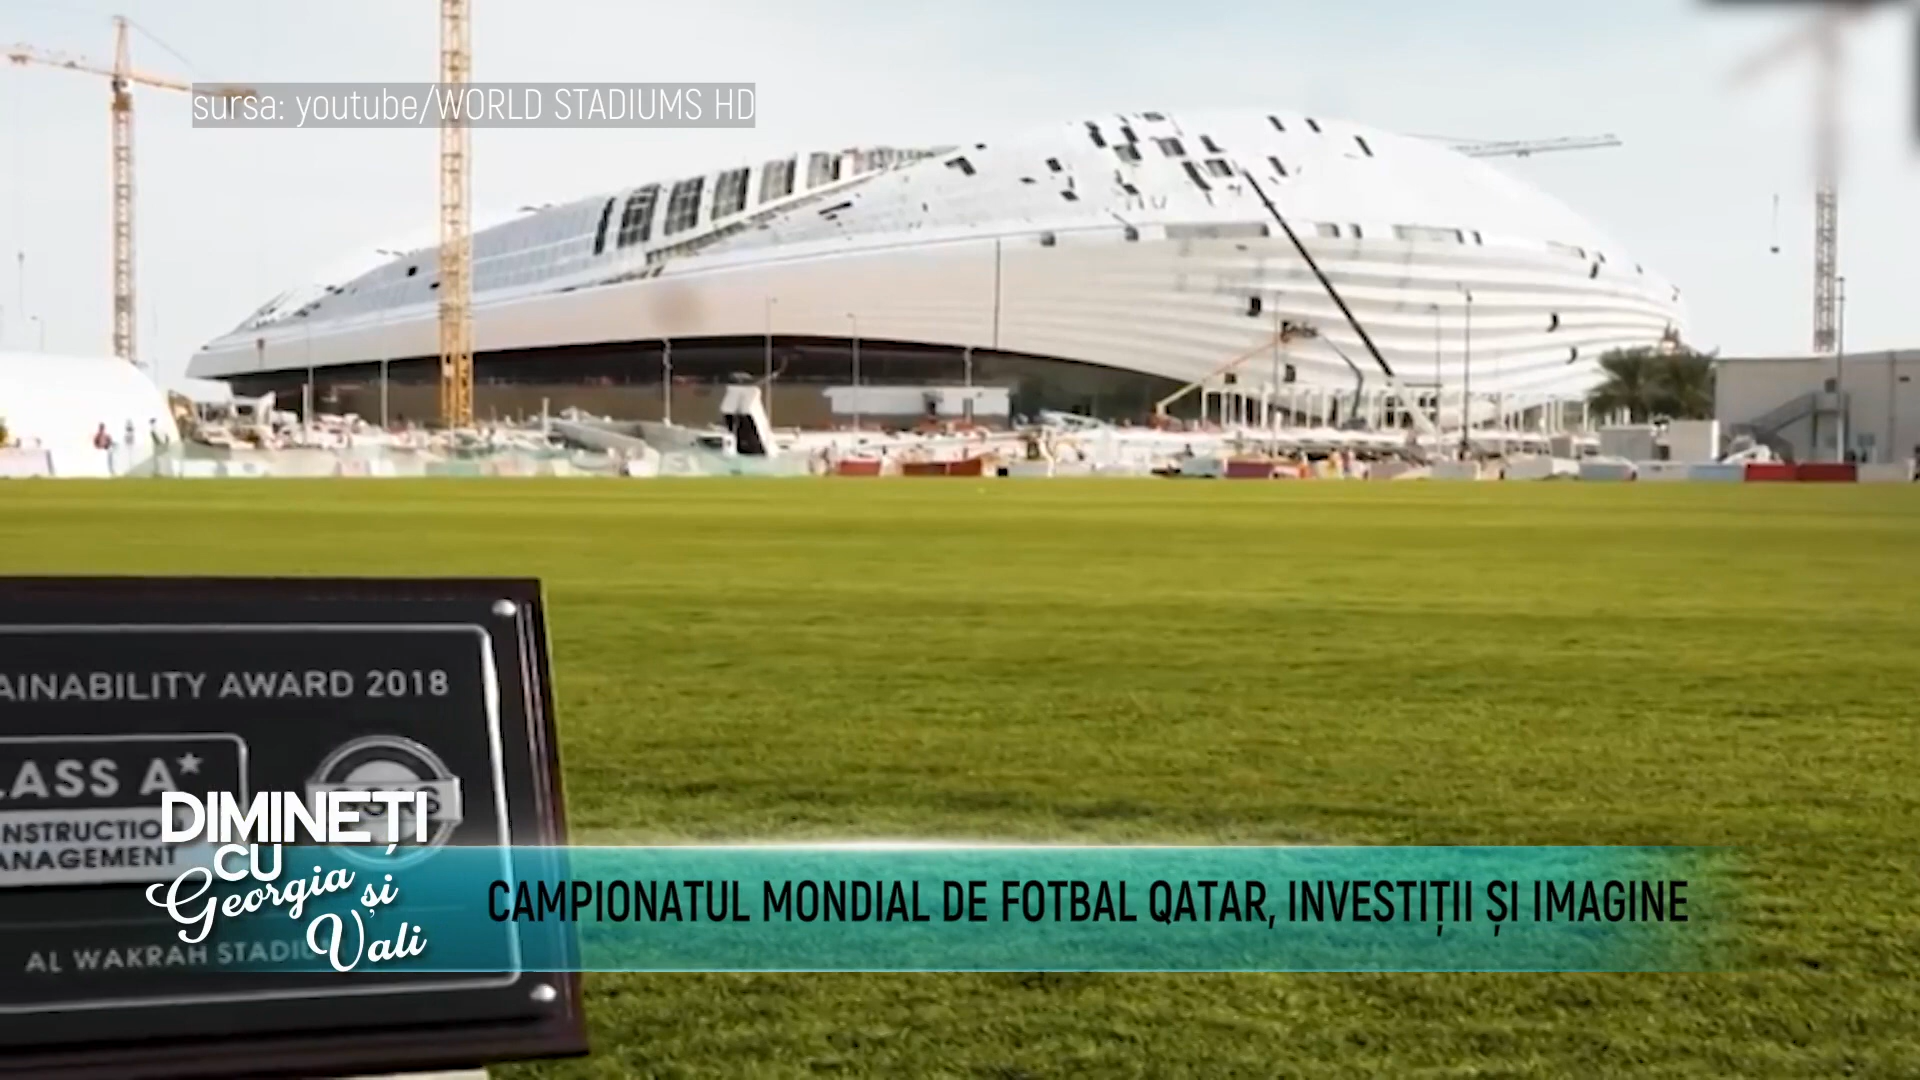 sursa: youtube/WORLD STADIUMS HD
AINABILITY AWARD 2018
LASS A*
NSTRUCTIO
ANAGEMENT
AL WAKRAH STADIU
DIMINEȚI
CU
Georgia
și
Vali
CAMPIONATUL MONDIAL DE FOTBAL QATAR, INVESTIȚII ȘI IMAGINE